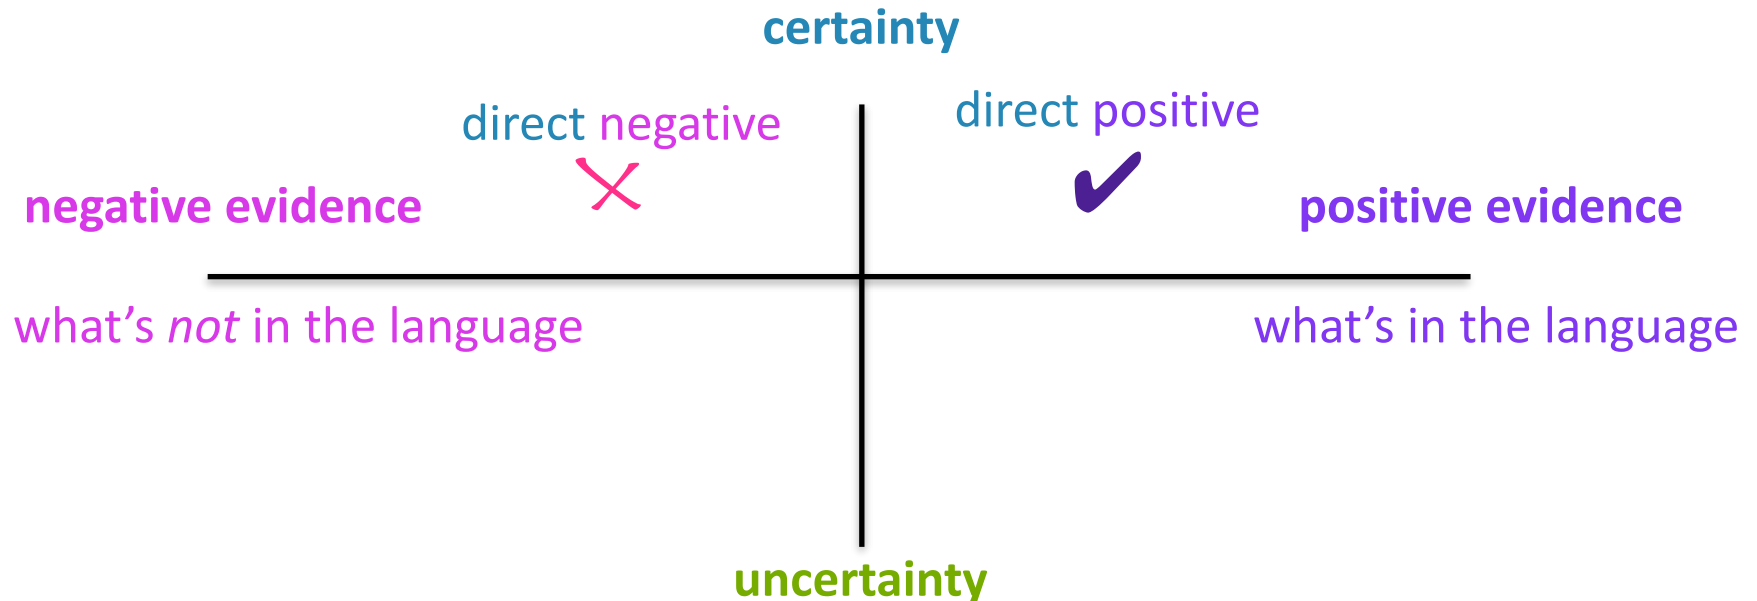 certainty
direct negative
direct positive
negative evidence
positive evidence
what’s not in the language
what’s in the language
uncertainty